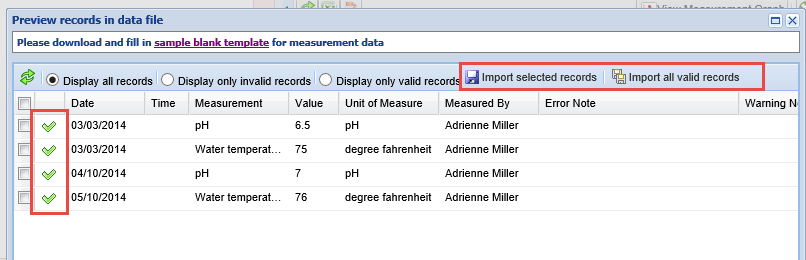 View Measurement Graph
Preview records in data file
Please download and fill in sample blank template for measurement data
Display all records Display only invalid records Display only valid records Import selected records Import all valid records
Date Time Measurement Value Unit of Measure Measured By Error Note Warning No
03/03/2014 pH 6.5 pH Adrienne Miller
03/03/2014 Water temperat... 75 degree fahrenheit Adrienne Miller
04/10/2014 pH 7 pH Adrienne Miller
05/10/2014 Water temperat... 76 degree fahrenheit Adrienne Miller